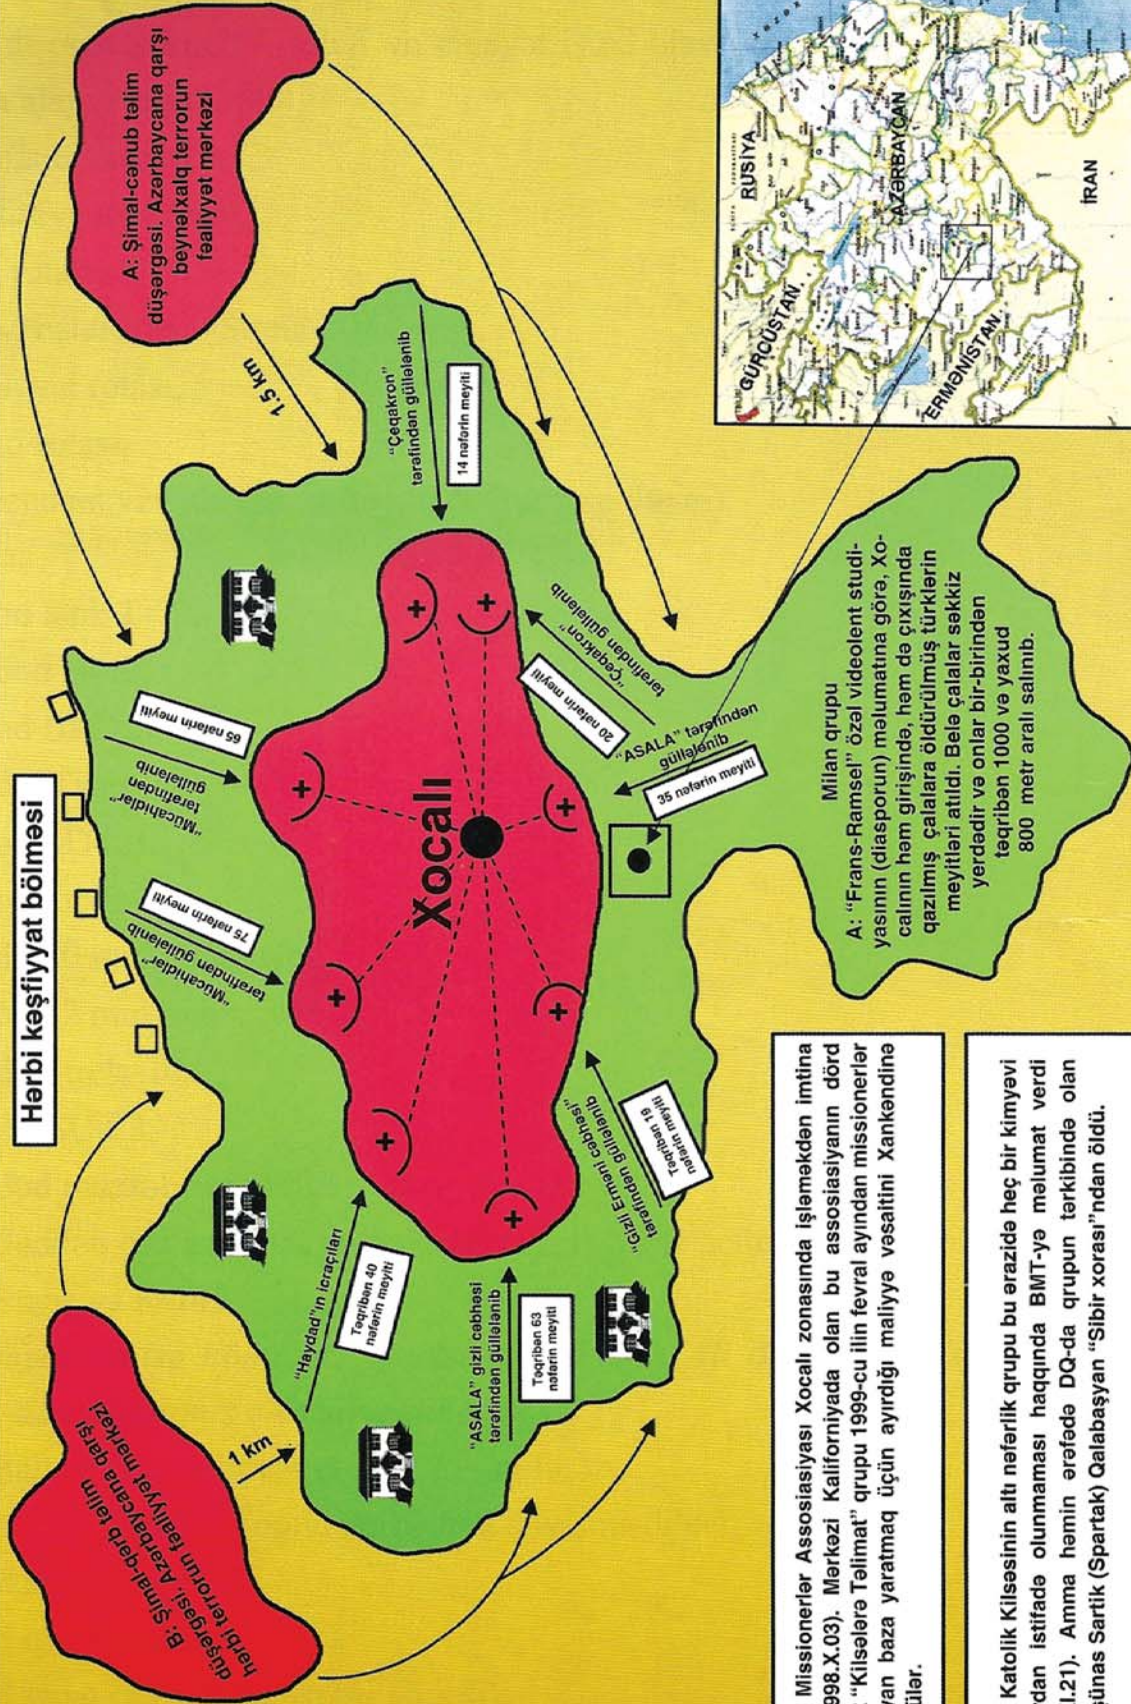 Hərbi kəşfiyyat bölməsi
B: Şimal-qərb təlim
düşərgəsi. Azərbaycana qarşı
hərbi terrorun fəaliyyət mərkəzi
1 km
A: Şimal-cənub təlim
düşərgəsi. Azərbaycana qarşı
beynəlxalq terrorun
fəaliyyət mərkəzi
1.5 km
"Mücahidlər"
tərəfindən güllələnib
75 nəfərin meyiti
"Mücahidlər"
tərəfindən
güllələnib
65 nəfərin meyiti
"Haydad"ın icraçıları
Təqribən 40
nəfərin meyiti
"Çeqakron"
tərəfindən güllələnib
14 nəfərin meyiti
Xocalı
"ASALA" gizli cəbhəsi
tərəfindən güllələnib
Təqribən 63
nəfərin meyiti
"Gizli Erməni cəbhəsi"
tərəfindən güllələnib
Təqribən 19
nəfərin meyiti
"Çeqakron"
tərəfindən güllələnib
20 nəfərin meyiti
"ASALA" tərəfindən
güllələnib
35 nəfərin meyiti
Milan qrupu
A: "Frans-Ramsel" özəl videolent studi-
yasının (diasporun) məlumatına görə, Xo-
calının həm girişində, həm də çıxışında
qazılmış çalalara öldürülmüş türklərin
meyitləri atıldı. Belə çalalar səkkiz
yerdədir və onlar bir-birindən
təqribən 1000 və yaxud
800 metr aralı salınıb.
Missionerlər Assosiasiyası Xocalı zonasında işləməkdən imtina
998.X.03). Mərkəzi Kaliforniyada olan bu assosiasiyanın dörd
"Kilsələrə Təlimat" qrupu 1999-cu ilin fevral ayından missionerlər
yan baza yaratmaq üçün ayırdığı maliyyə vəsaitini Xankəndinə
ülər.
Katolik Kilsəsinin altı nəfərlik qrupu bu ərazidə heç bir kimyəvi
dan istifadə olunmaması haqqında BMT-yə məlumat verdi
.21). Amma həmin ərəfədə DQ-da qrupun tərkibində olan
günas Sartik (Spartak) Qalabaşyan "Sibir xorası"ndan öldü.
RUSİYA
GÜRCÜSTAN
AZƏRBAYCAN
ERMƏNİSTAN
İRAN